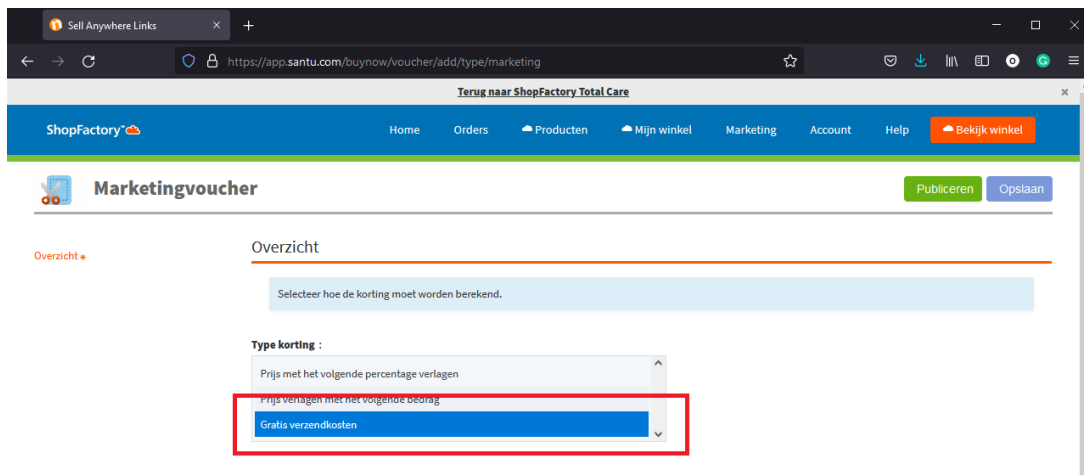 Sell Anywhere Links
https://app.santu.com/buynow/voucher/add/type/marketing
Terug naar ShopFactory Total Care
ShopFactory Home Orders Producten Mijn winkel Marketing Account Help Bekijk winkel
Marketingvoucher Publiceren Opslaan
Overzicht
Overzicht *
Selecteer hoe de korting moet worden berekend.
Type korting :
Prijs met het volgende percentage verlagen
Prijs verlagen met het volgende bedrag
Gratis verzendkosten